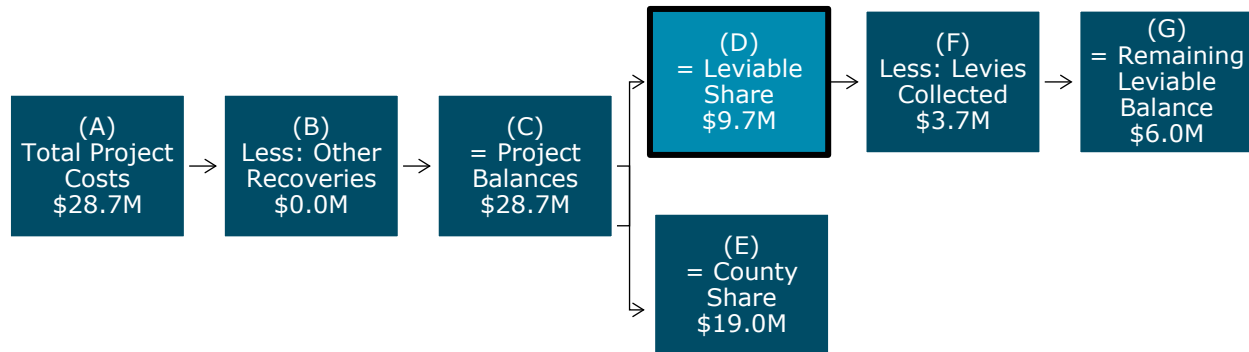 (A)
Total Project
Costs
$28.7M
(B)
Less: Other
Recoveries
$0.0M
(C)
= Project
Balances
$28.7M
(D)
= Leviable
Share
$9.7M
(E)
= County
Share
$19.0M
(F)
Less: Levies
Collected
$3.7M
(G)
= Remaining
Leviable
Balance
$6.0M